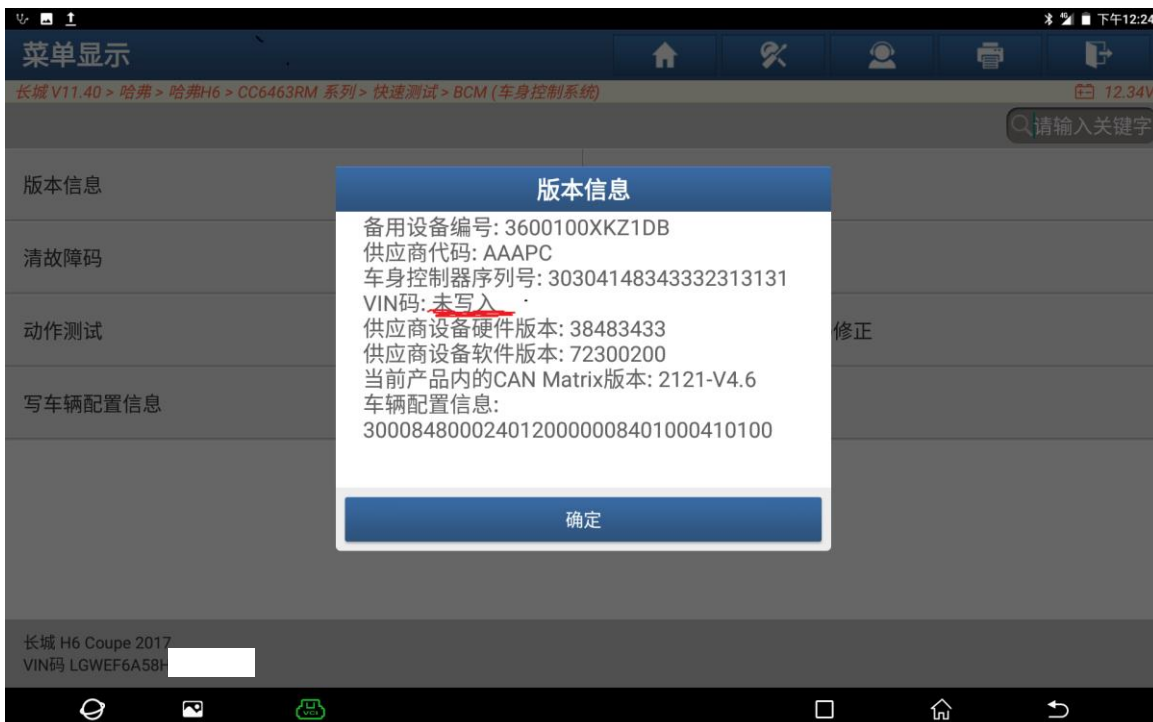 下午12:24
菜单显示
长城 V11.40 > 哈弗 > 哈弗H6 > CC6463RM 系列 > 快速测试 > BCM (车身控制系统)
12.34V
请输入关键字
版本信息
清故障码
动作测试
修正
写车辆配置信息
版本信息
备用设备编号: 3600100XKZ1DB
供应商代码: AAAPC
车身控制器序列号: 30304148343332313131
VIN码: 未写入
供应商设备硬件版本: 38483433
供应商设备软件版本: 72300200
当前产品内的CAN Matrix版本: 2121-V4.6
车辆配置信息:
3000848000240120000008401000410100
确定
长城 H6 Coupe 2017
VIN码 LGWEF6A58H
VCI